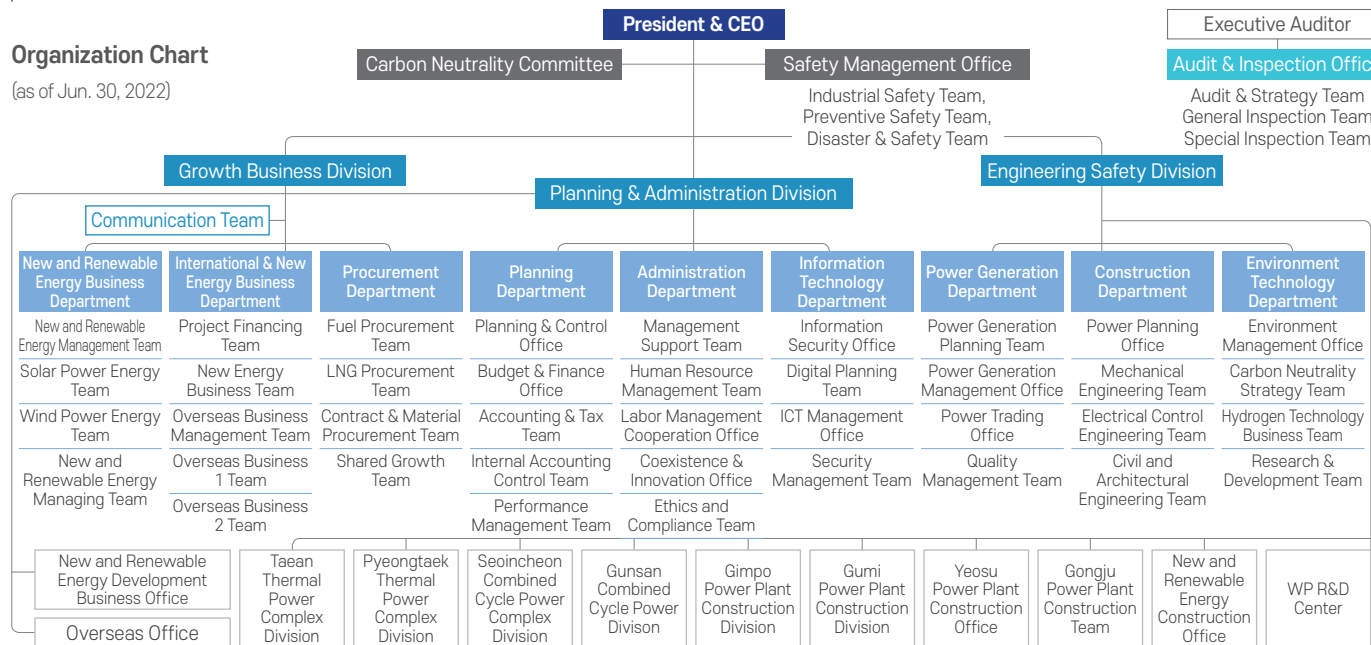 President & CEO
Executive Auditor
Organization Chart
(as of Jun. 30, 2022)
Carbon Neutrality Committee
Safety Management Office
Audit & Inspection Offic
Industrial Safety Team,
Preventive Safety Team,
Disaster & Safety Team
Audit & Strategy Team
General Inspection Team
Special Inspection Team
Growth Business Division
Planning & Administration Division
Engineering Safety Division
Communication Team
New and Renewable
Energy Business
Department
New and Renewable
Energy Management Team
Solar Power Energy
Team
Wind Power Energy
Team
New and
Renewable Energy
Managing Team
International & New
Energy Business
Department
Project Financing
Team
New Energy
Business Team
Overseas Business
Management Team
Overseas Business
1 Team
Overseas Business
2 Team
Procurement
Department
Fuel Procurement
Team
LNG Procurement
Team
Contract & Material
Procurement Team
Shared Growth
Team
Planning
Department
Planning & Control
Office
Budget & Finance
Office
Accounting & Tax
Team
Internal Accounting
Control Team
Performance
Management Team
Administration
Department
Management
Support Team
Human Resource
Management Team
Labor Management
Cooperation Office
Coexistence &
Innovation Office
Ethics and
Compliance Team
Information
Technology
Department
Information
Security Office
Digital Planning
Team
ICT Management
Office
Security
Management Team
Power Generation
Department
Power Generation
Planning Team
Power Generation
Management Office
Power Trading
Office
Quality
Management Team
Construction
Department
Power Planning
Office
Mechanical
Engineering Team
Electrical Control
Engineering Team
Civil and
Architectural
Engineering Team
Environment
Technology
Department
Environment
Management Office
Carbon Neutrality
Strategy Team
Hydrogen Technology
Business Team
Research &
Development Team
New and Renewable
Energy Development
Business Office
Overseas Office
Taean
Thermal
Power
Complex
Division
Pyeongtaek
Thermal
Power
Complex
Division
Seoincheon
Combined
Cycle Power
Complex
Division
Gunsan
Combined
Cycle Power
Divison
Gimpo
Power Plant
Construction
Division
Gumi
Power Plant
Construction
Division
Yeosu
Power Plant
Construction
Office
Gongju
Power Plant
Construction
Team
New and
Renewable
Energy
Construction
Office
WP R&D
Center